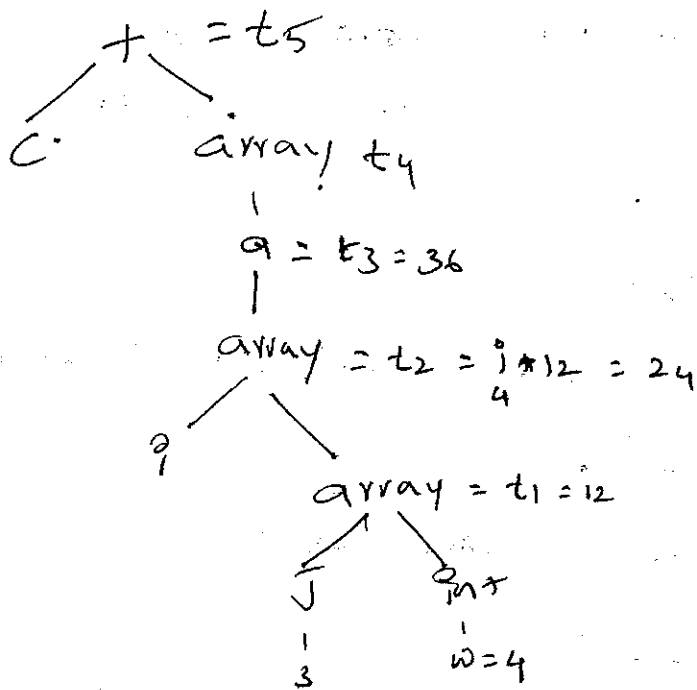 + = t5
C array t4
a = t3 = 36
array = t2 = i * 12 = 24
4
i array = t1 = 12
J int
3 w = 4